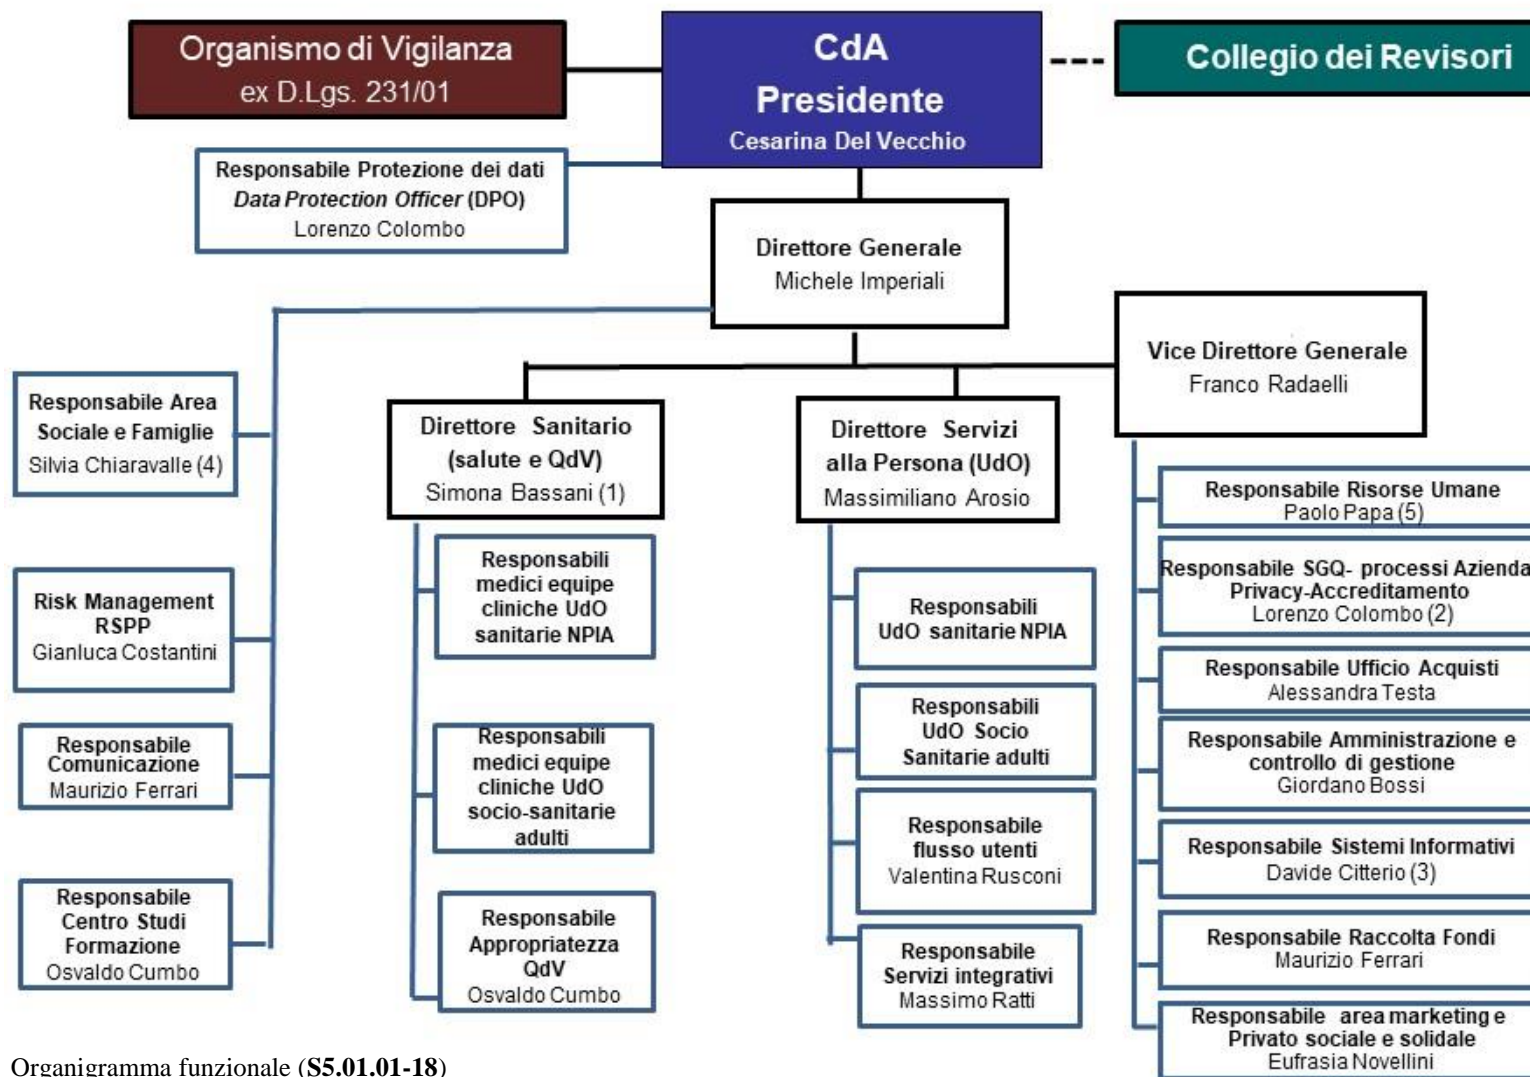 Organismo di Vigilanza
ex D.Lgs. 231/01
CdA
Presidente
Cesarina Del Vecchio
Collegio dei Revisori
Responsabile Protezione dei dati
Data Protection Officer (DPO)
Lorenzo Colombo
Direttore Generale
Michele Imperiali
Vice Direttore Generale
Franco Radaelli
Responsabile Area
Sociale e Famiglie
Silvia Chiaravalle (4)
Risk Management
RSPP
Gianluca Costantini
Responsabile
Comunicazione
Maurizio Ferrari
Responsabile
Centro Studi
Formazione
Osvaldo Cumbo
Direttore Sanitario
(salute e QdV)
Simona Bassani (1)
Responsabili
medici equipe
cliniche UdO
sanitarie NPIA
Responsabili
medici equipe
cliniche UdO
socio-sanitarie
adulti
Responsabile
Appropriatezza
QdV
Osvaldo Cumbo
Direttore Servizi
alla Persona (UdO)
Massimiliano Arosio
Responsabili
UdO sanitarie NPIA
Responsabili
UdO Socio
Sanitarie adulti
Responsabile
flusso utenti
Valentina Rusconi
Responsabile
Servizi integrativi
Massimo Ratti
Responsabile Risorse Umane
Paolo Papa (5)
Responsabile SGQ- processi Azienda
Privacy-Accreditamento
Lorenzo Colombo (2)
Responsabile Ufficio Acquisti
Alessandra Testa
Responsabile Amministrazione e
controllo di gestione
Giordano Bossi
Responsabile Sistemi Informativi
Davide Citterio (3)
Responsabile Raccolta Fondi
Maurizio Ferrari
Responsabile area marketing e
Privato sociale e solidale
Eufrasia Novellini
Organigramma funzionale (S5.01.01-18)